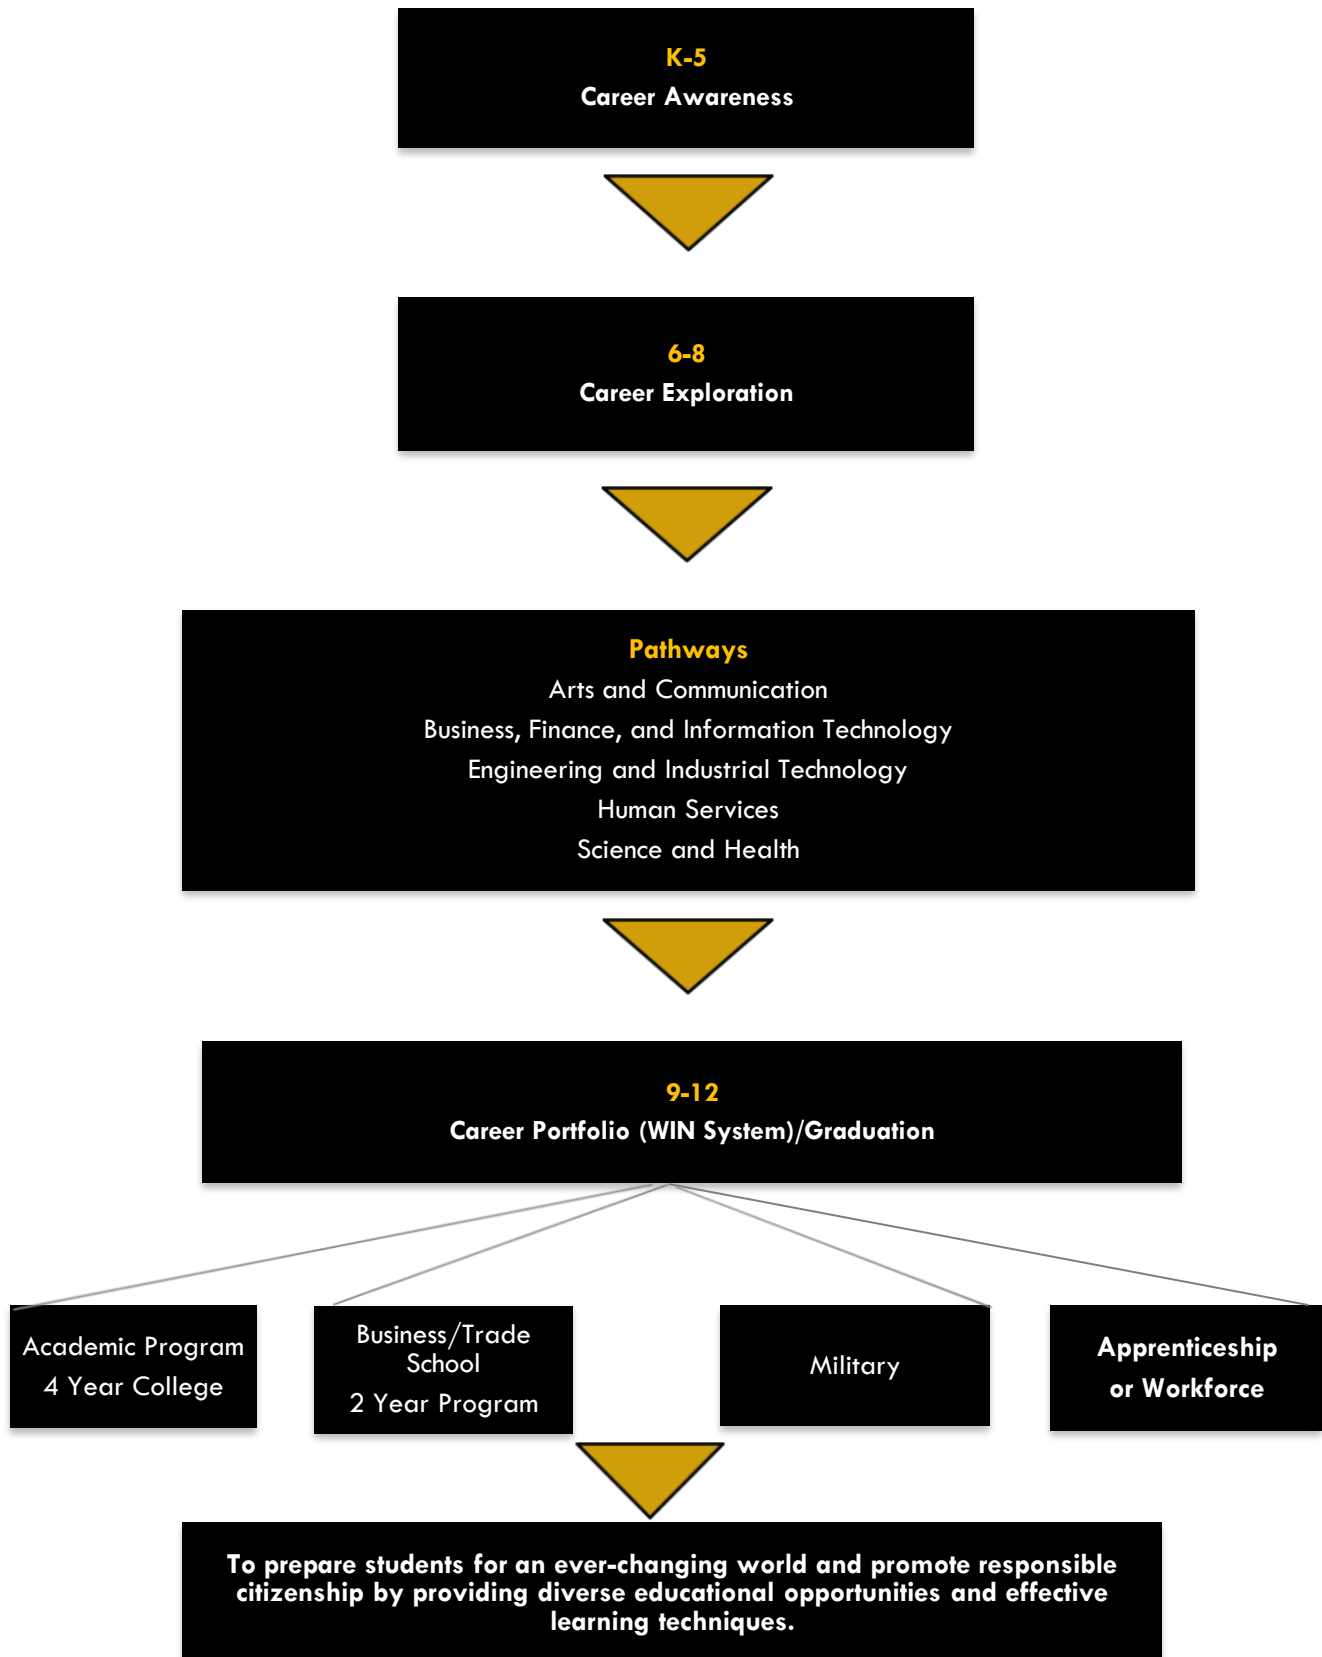 K-5
Career Awareness
6-8
Career Exploration
Pathways
Arts and Communication
Business, Finance, and Information Technology
Engineering and Industrial Technology
Human Services
Science and Health
9-12
Career Portfolio (WIN System)/Graduation
Academic Program
4 Year College
Business/Trade
School
2 Year Program
Military
Apprenticeship
or Workforce
To prepare students for an ever-changing world and promote responsible
citizenship by providing diverse educational opportunities and effective
learning techniques.